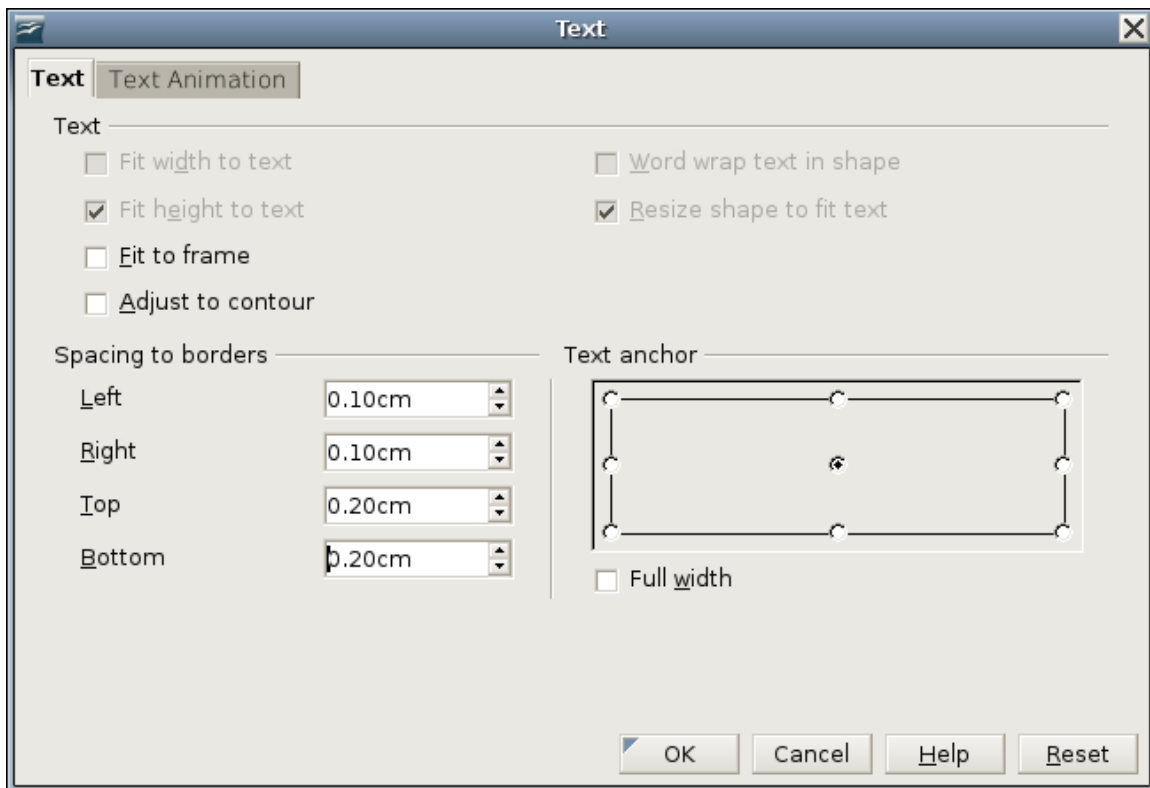 Text
Text Text Animation
Text
Fit width to text Word wrap text in shape
Fit height to text Resize shape to fit text
Fit to frame
Adjust to contour
Spacing to borders Text anchor
Left 0.10cm
Right 0.10cm
Top 0.20cm
Bottom 0.20cm
Full width
OK Cancel Help Reset